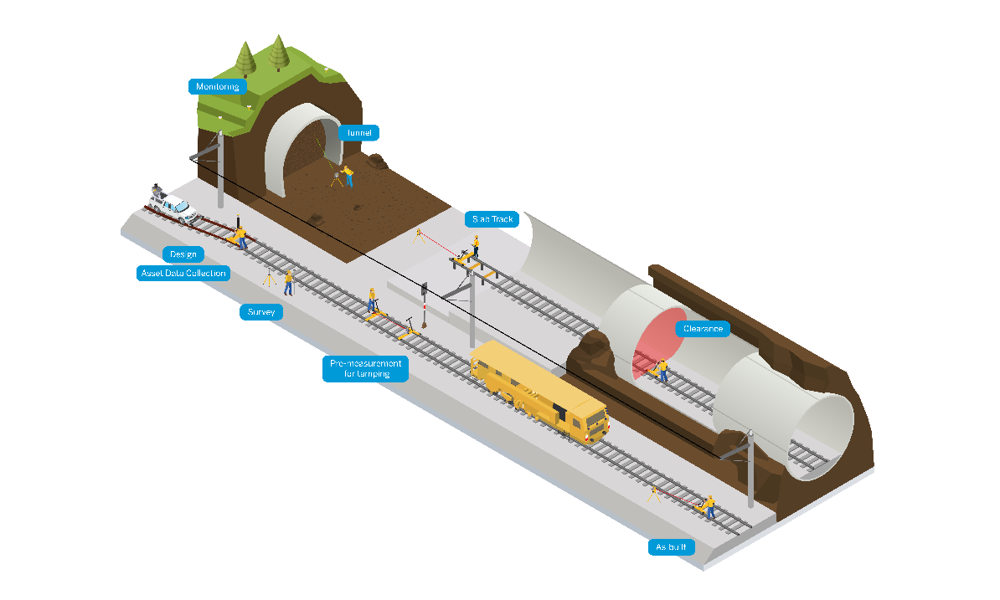 Monitoring
Tunnel
Slab Track
Design
Asset Data Collection
Survey
Clearance
Pre-measurement
for tamping
As-built